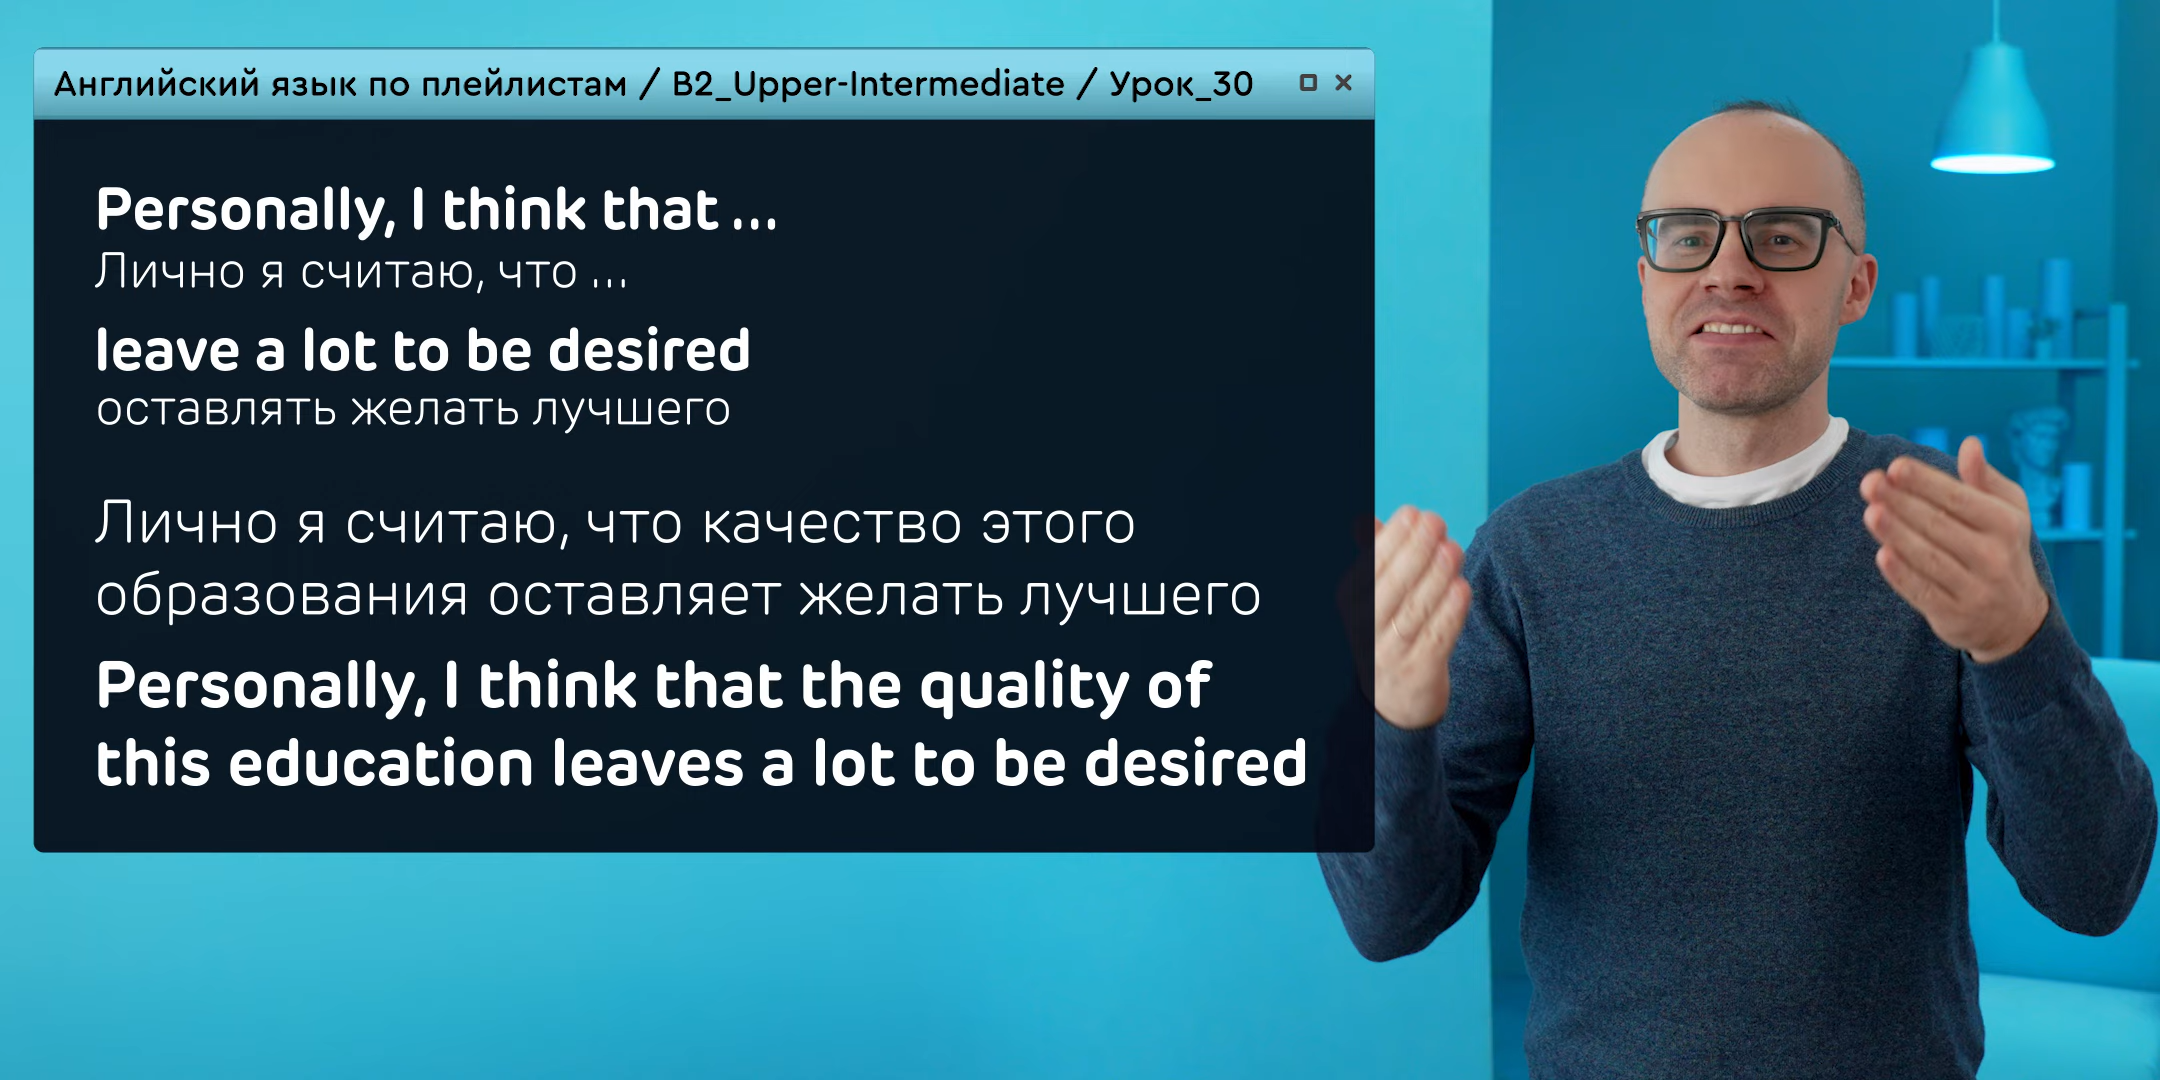 Английский язык по плейлистам / B2_Upper-Intermediate / Урок_30
Personally, I think that ...
Лично я считаю, что ...
leave a lot to be desired
оставлять желать лучшего
Лично я считаю, что качество этого
образования оставляет желать лучшего
Personally, I think that the quality of
this education leaves a lot to be desired